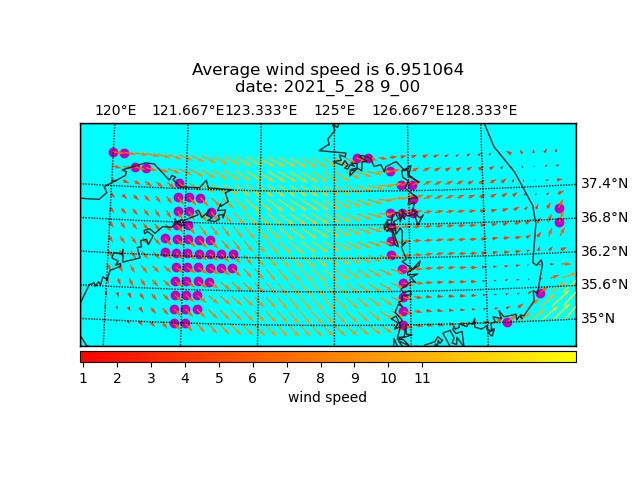 Average wind speed is 6.951064
date: 2021_5_28 9_00
120°E 121.667°E 123.333°E 125°E 126.667°E 128.333°E
37.4°N
36.8°N
36.2°N
35.6°N
35°N
1 2 3 4 5 6 7 8 9 10 11
wind speed